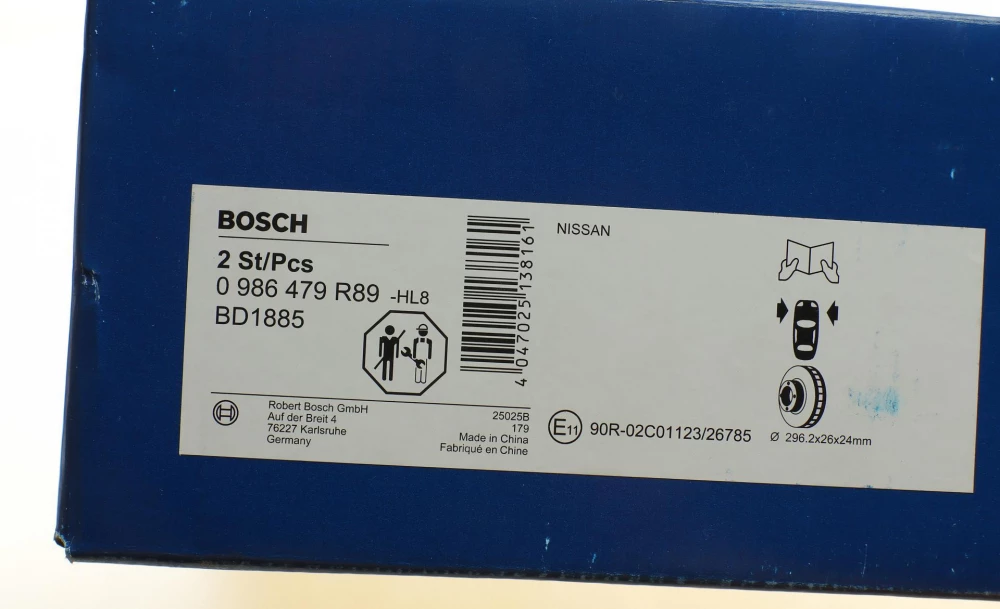 BOSCH
2 St/Pcs
0 986 479 R89 -HL8
BD1885
4 047025 138161
Robert Bosch GmbH
Auf der Breit 4
76227 Karlsruhe
Germany
25025B
179
Made in China
Fabriqué en Chine
NISSAN
E11 90R-02C01123/26785
Ø 296.2x26x24mm